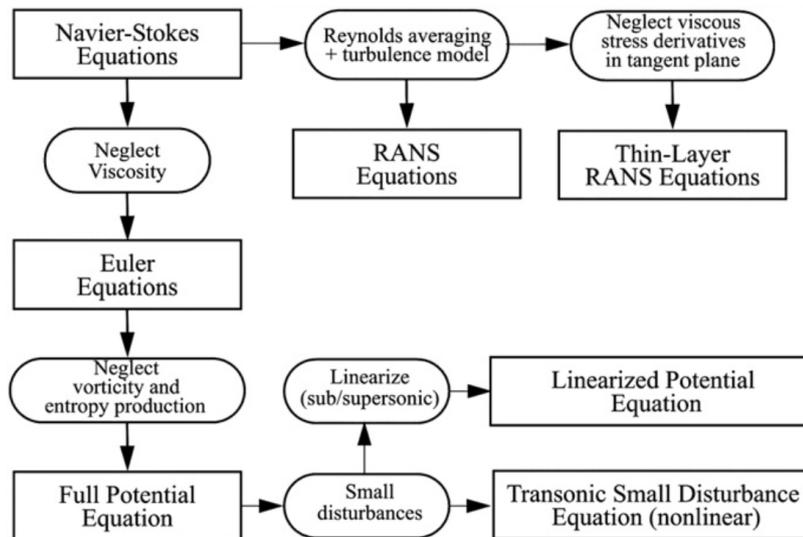 Navier-Stokes
Equations
Reynolds averaging
+ turbulence model
Neglect viscous
stress derivatives
in tangent plane
Neglect
Viscosity
RANS
Equations
Thin-Layer
RANS Equations
Euler
Equations
Neglect
vorticity and
entropy production
Linearize
(sub/supersonic)
Linearized Potential
Equation
Full Potential
Equation
Small
disturbances
Transonic Small Disturbance
Equation (nonlinear)